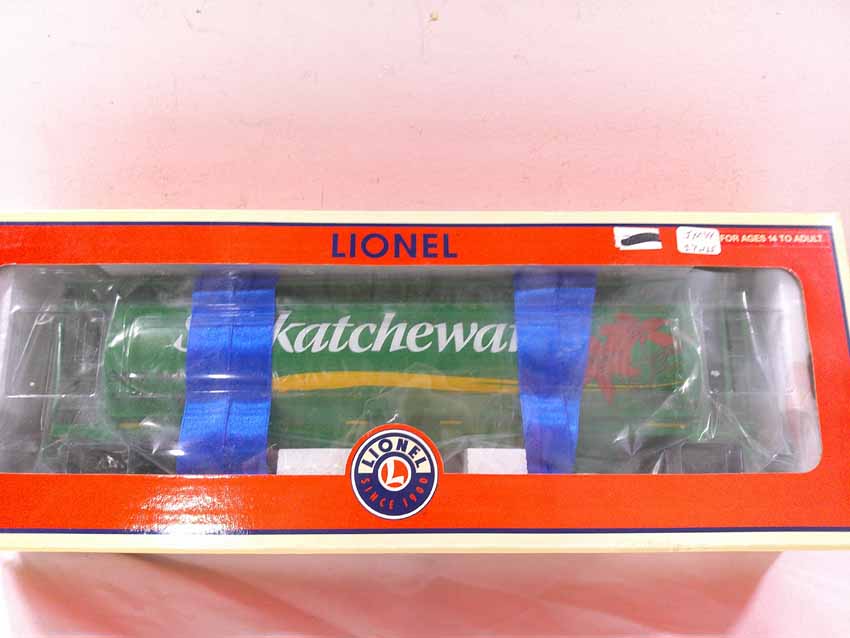 LIONEL
FOR AGES 14 TO ADULT
katchewa
LIONEL
L
SINCE 1900